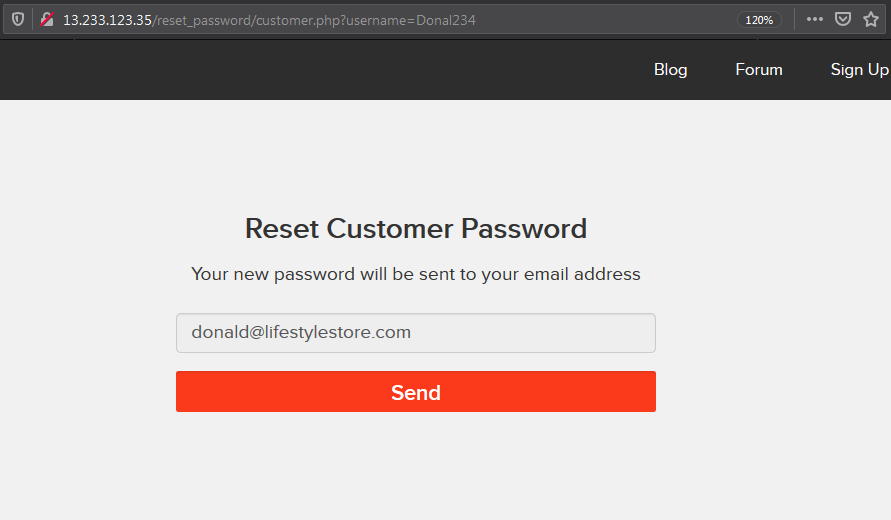 13.233.123.35/reset_password/customer.php?username=Donal234 120%
Blog Forum Sign Up
Reset Customer Password
Your new password will be sent to your email address
donald@lifestylestore.com
Send